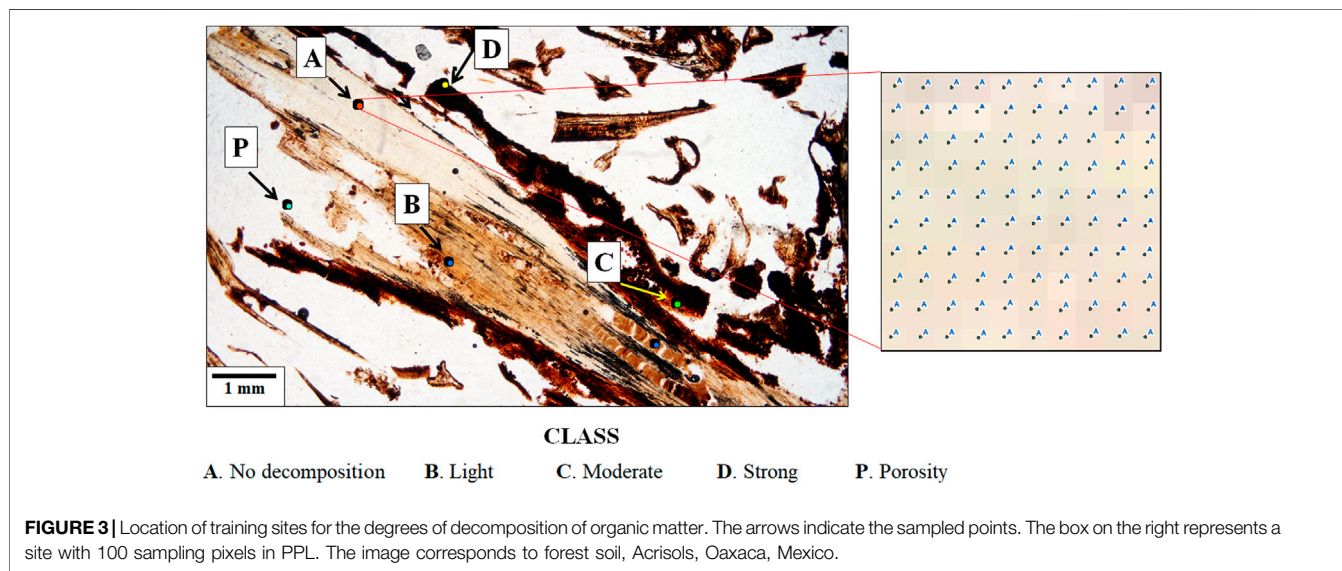 A
D
P
B
C
1 mm
A A A A A A A A A A
A A A A A A A A A A
A A A A A A A A A A
A A A A A A A A A A
A A A A A A A A A A
A A A A A A A A A A
A A A A A A A A A A
A A A A A A A A A A
A A A A A A A A A A
A A A A A A A A A A
CLASS
A. No decomposition B. Light C. Moderate D. Strong P. Porosity
FIGURE 3 | Location of training sites for the degrees of decomposition of organic matter. The arrows indicate the sampled points. The box on the right represents a
site with 100 sampling pixels in PPL. The image corresponds to forest soil, Acrisols, Oaxaca, Mexico.